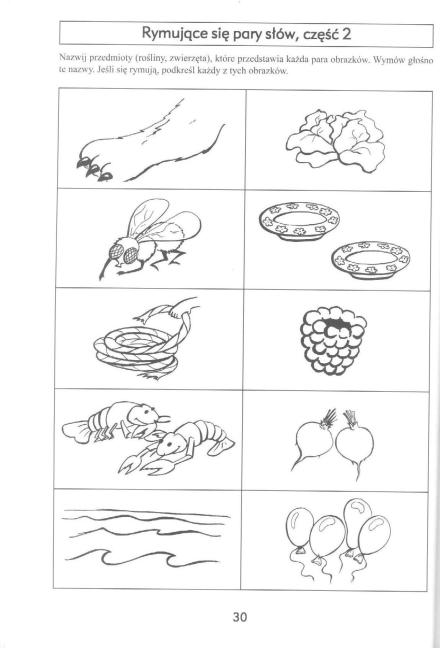 Rymujące się pary słów, część 2
Nazwij przedmioty (rośliny, zwierzęta), które przedstawia każda para obrazków. Wymów głośno
te nazwy. Jeśli się rymują, podkreśl każdy z tych obrazków.
30